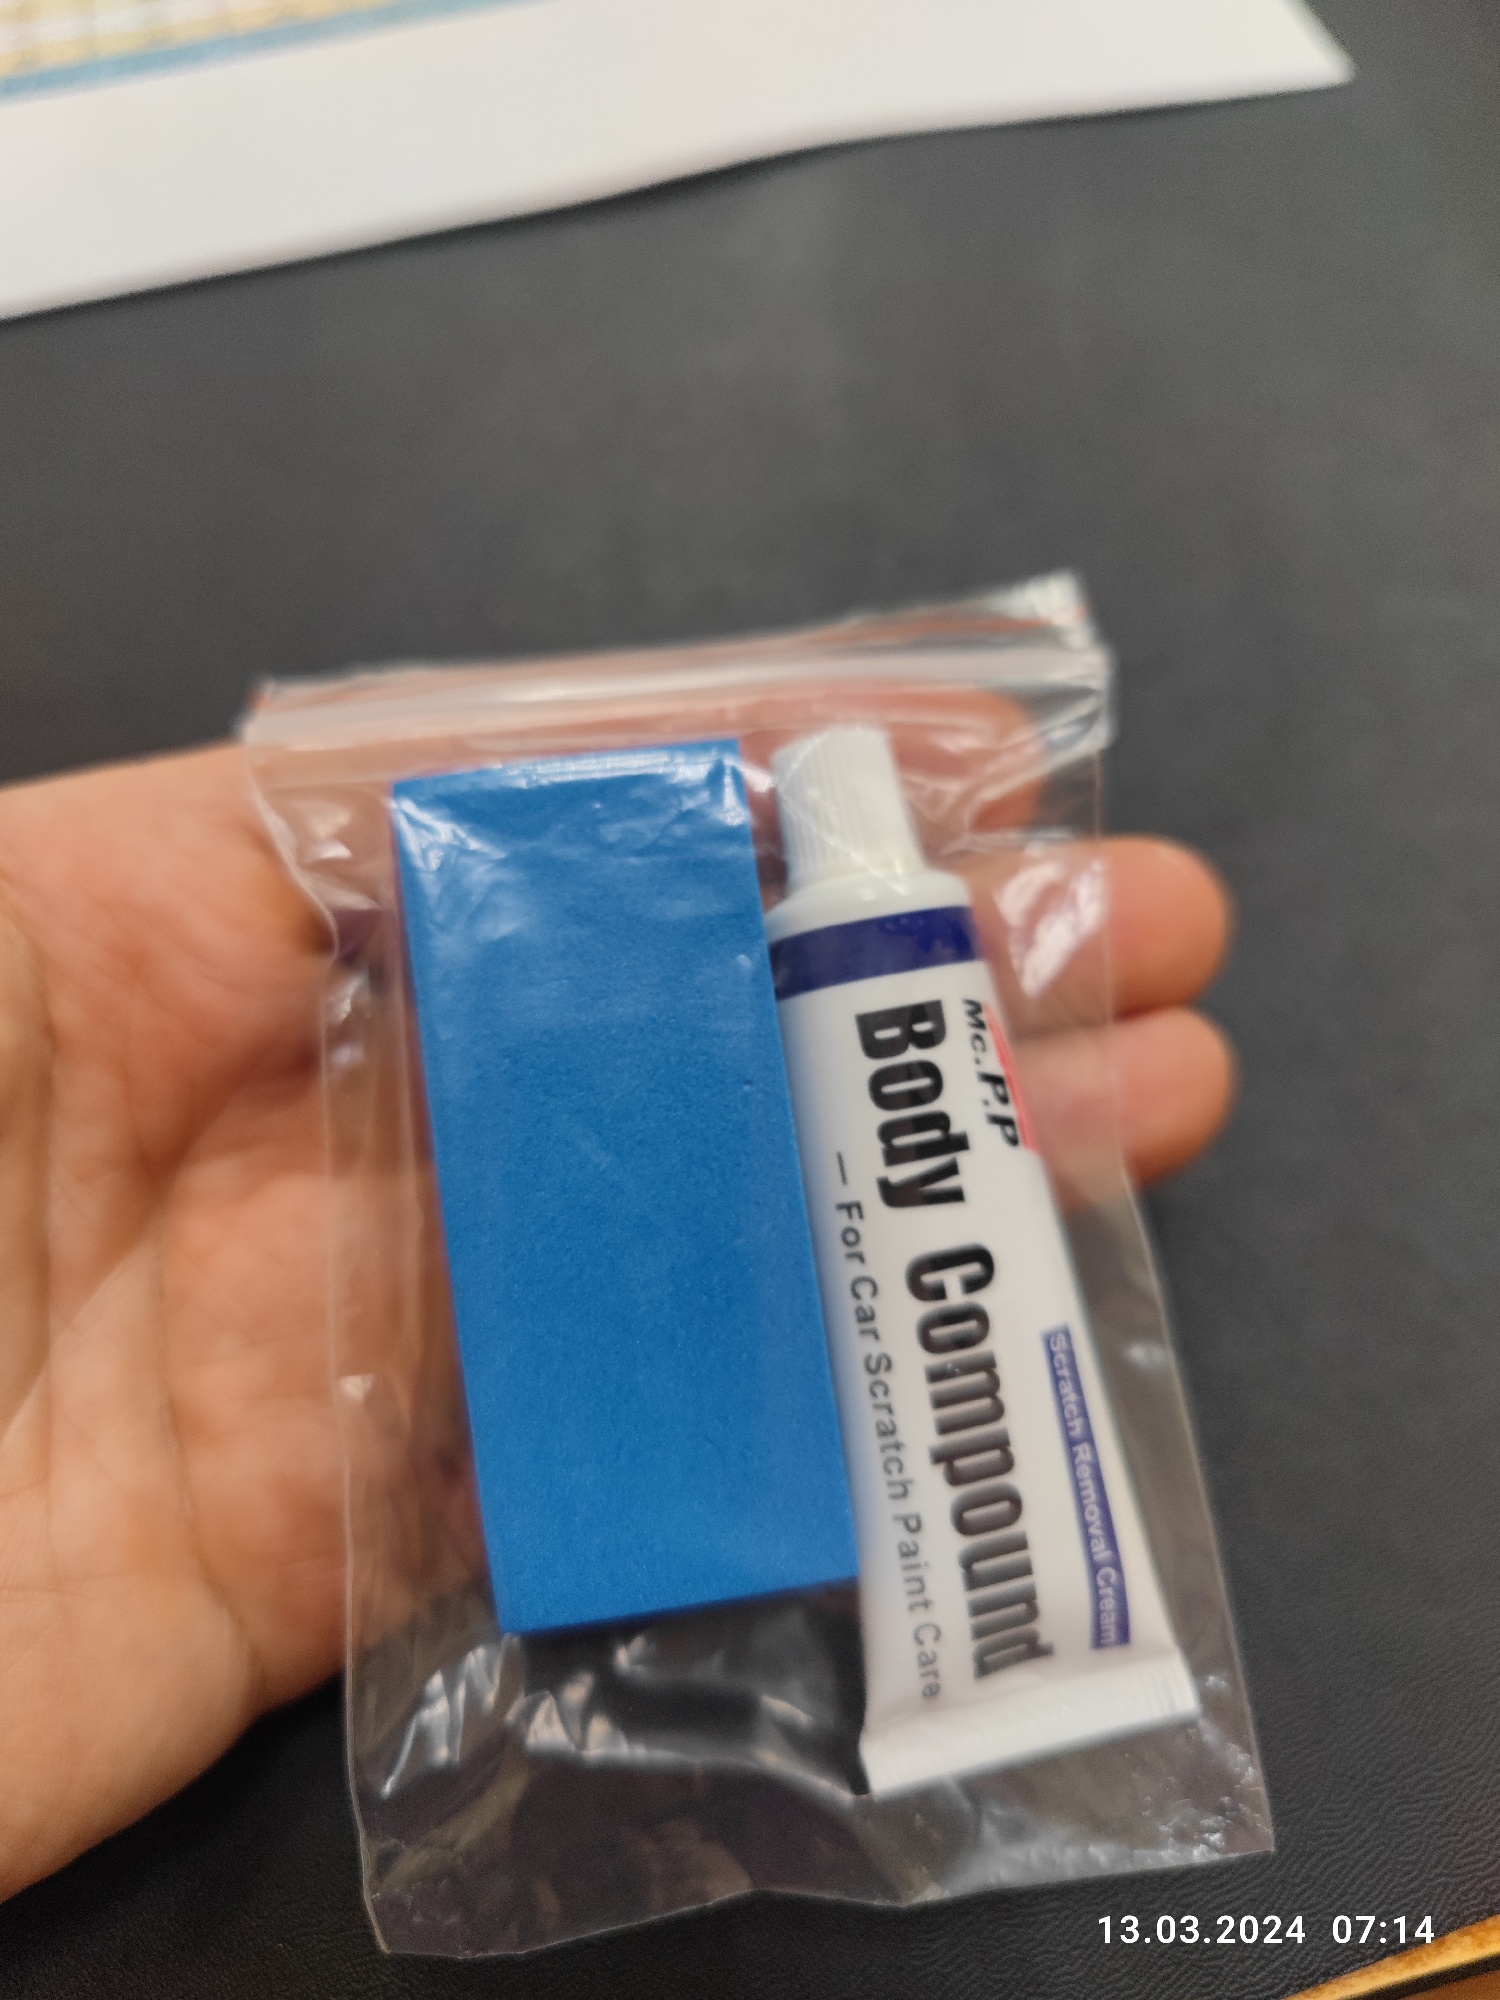 Mc.P.P
Body Compound
— For Car Scratch Paint Care
Scratch Removal Cream
13.03.2024 07:14